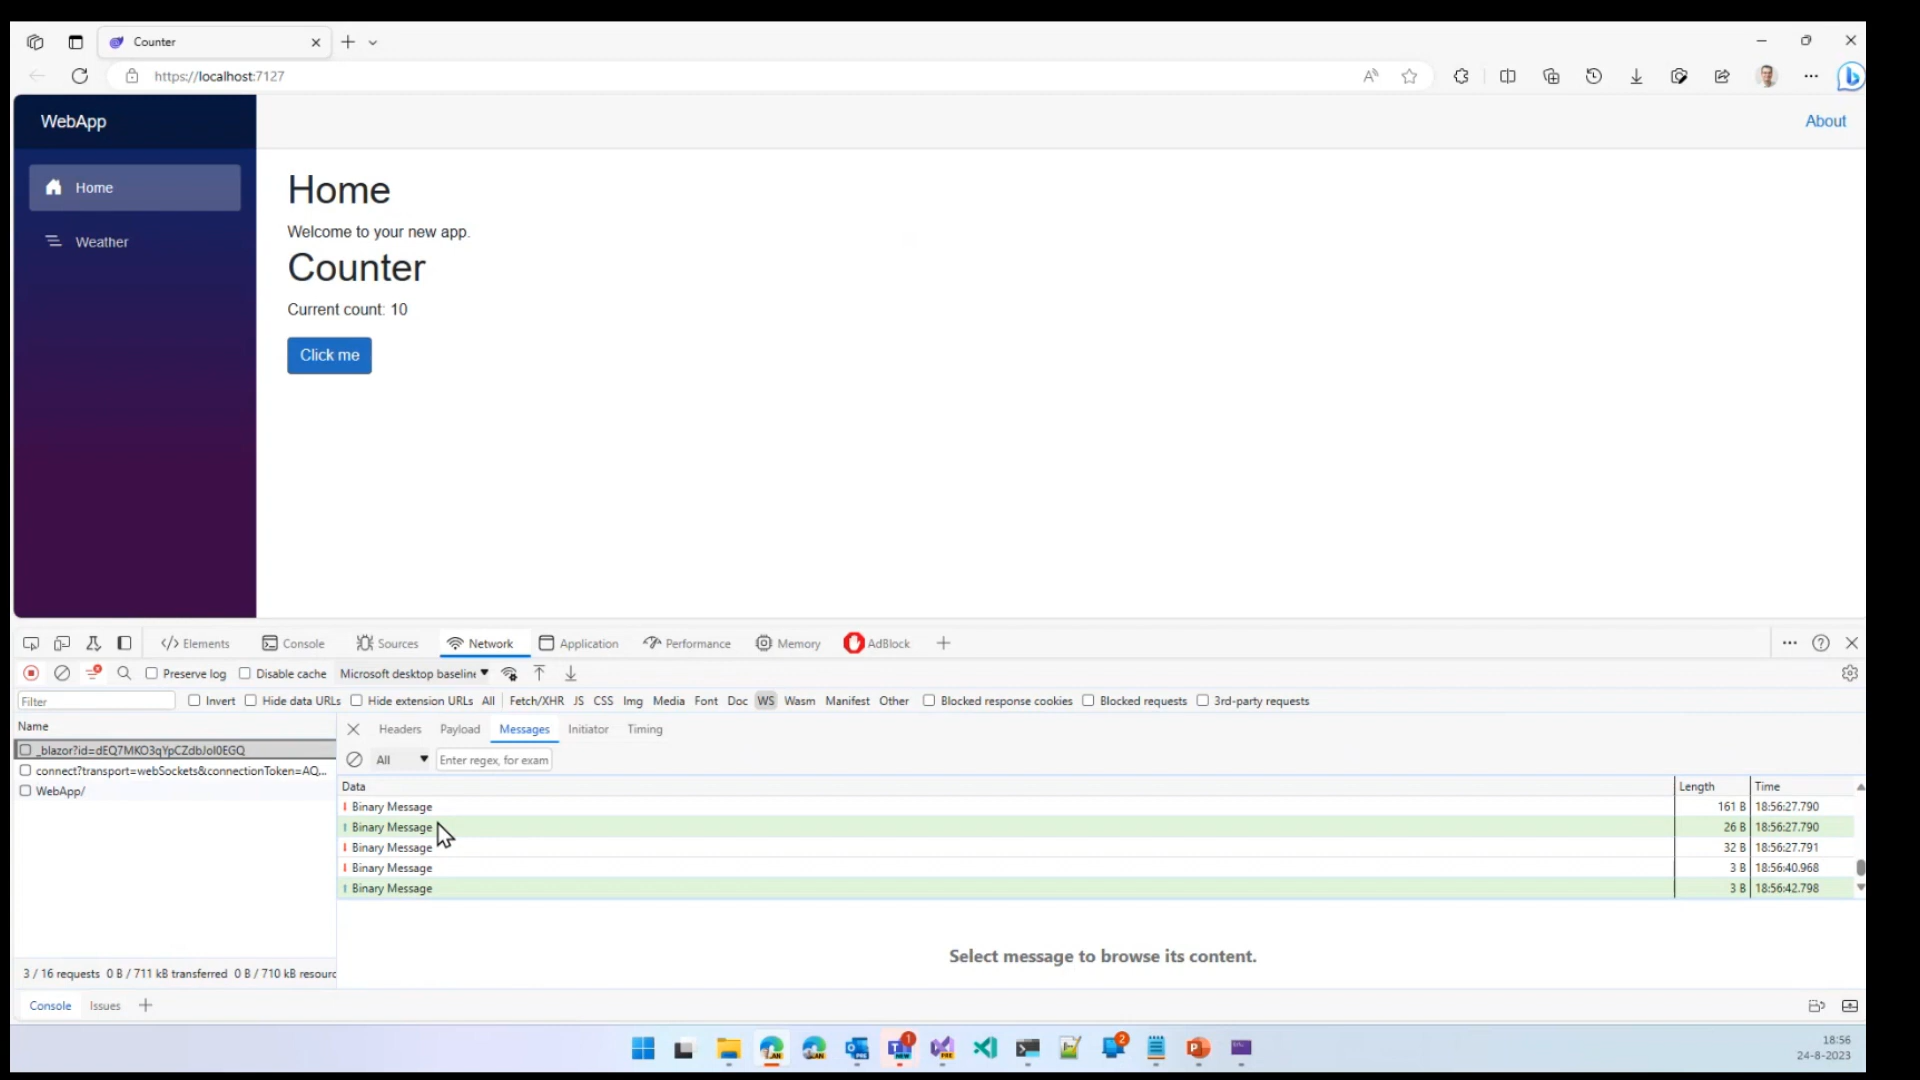 Counter
https://localhost:7127
WebApp
About
Home
Weather
Home
Welcome to your new app.
Counter
Current count: 10
Click me
Elements Console Sources Network Application Performance Memory AdBlock
Preserve log Disable cache Microsoft desktop baseline
Filter Invert Hide data URLs Hide extension URLs All Fetch/XHR JS CSS Img Media Font Doc WS Wasm Manifest Other Blocked response cookies Blocked requests 3rd-party requests
Name Headers Payload Messages Initiator Timing
_blazor?id=dEQ7MKO3qYpCZdbJoI0EGQ
connect?transport=webSockets&connectionToken=AQ...
WebApp/
All Enter regex, for exam
Data Length Time
Binary Message 161 B 18:56:27.790
Binary Message 26 B 18:56:27.790
Binary Message 32 B 18:56:27.791
Binary Message 3 B 18:56:40.968
Binary Message 3 B 18:56:42.798
Select message to browse its content.
3 / 16 requests 0 B / 711 kB transferred 0 B / 710 kB resourc
Console Issues
1
2
18:56
24-8-2023